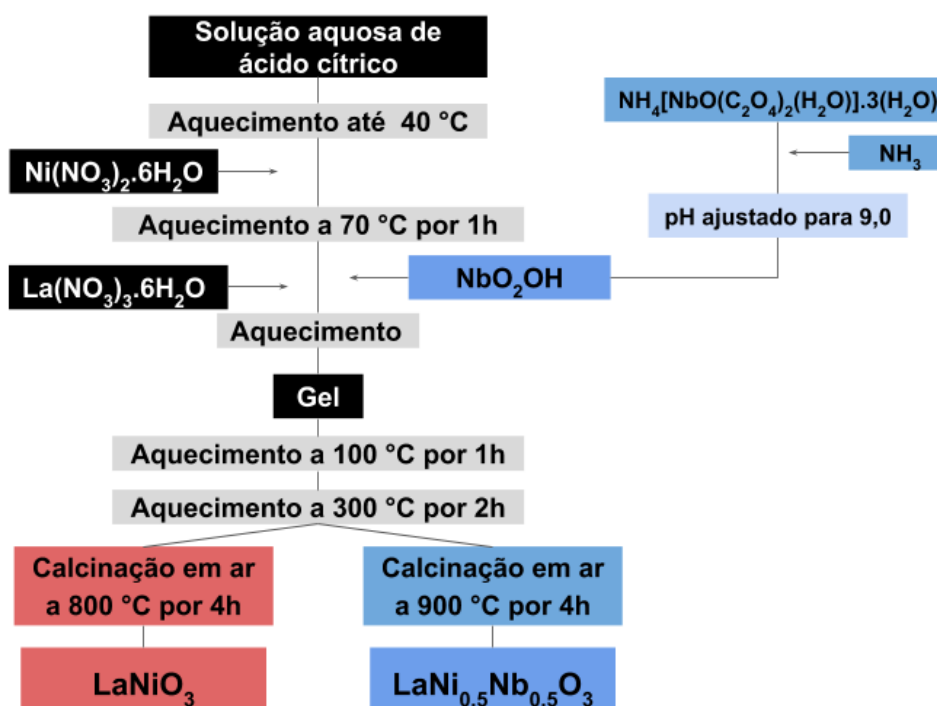 Solução aquosa de
ácido cítrico
Aquecimento até 40 °C
Ni(NO₃)₂.6H₂O
Aquecimento a 70 °C por 1h
La(NO₃)₃.6H₂O
NH₄[NbO(C₂O₄)₂(H₂O)].3(H₂O)
NH₃
pH ajustado para 9,0
NbO₂OH
Aquecimento
Gel
Aquecimento a 100 °C por 1h
Aquecimento a 300 °C por 2h
Calcinação em ar
a 800 °C por 4h
LaNiO₃
Calcinação em ar
a 900 °C por 4h
LaNi₀,₅Nb₀,₅O₃